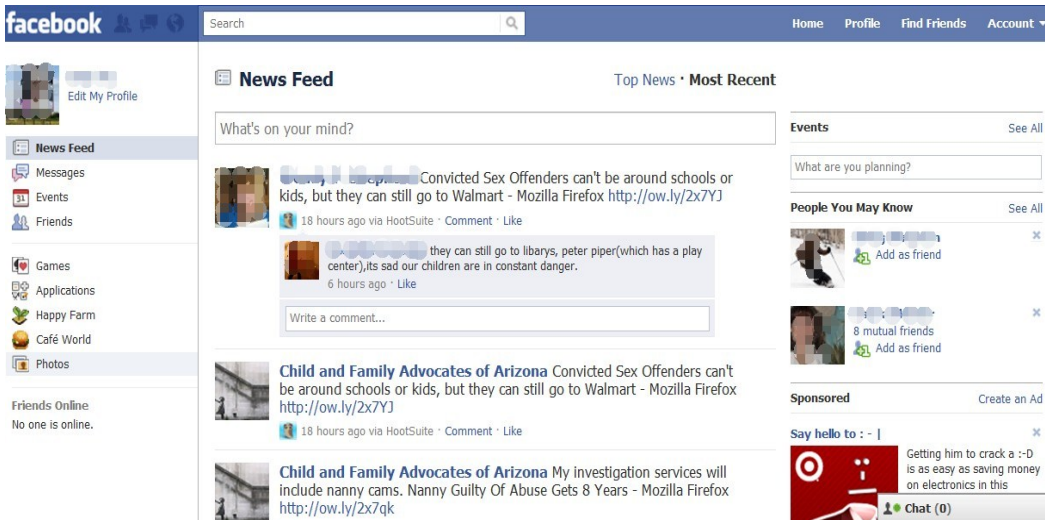 facebook
Search
Home Profile Find Friends Account
Edit My Profile
News Feed
Messages
31 Events
Friends
Games
Applications
Happy Farm
Café World
Photos
Friends Online
No one is online.
News Feed
Top News · Most Recent
What's on your mind?
Convicted Sex Offenders can't be around schools or
kids, but they can still go to Walmart - Mozilla Firefox http://ow.ly/2x7YJ
18 hours ago via HootSuite · Comment · Like
they can still go to libarys, peter piper(which has a play
center),its sad our children are in constant danger.
6 hours ago · Like
Write a comment...
Child and Family Advocates of Arizona Convicted Sex Offenders can't
be around schools or kids, but they can still go to Walmart - Mozilla Firefox
http://ow.ly/2x7YJ
18 hours ago via HootSuite · Comment · Like
Child and Family Advocates of Arizona My investigation services will
include nanny cams. Nanny Guilty Of Abuse Gets 8 Years - Mozilla Firefox
http://ow.ly/2x7qk
Events See All
What are you planning?
People You May Know See All
Add as friend
8 mutual friends
Add as friend
Sponsored Create an Ad
Say hello to : - |
Getting him to crack a :-D
is as easy as saving money
on electronics in this
Chat (0)